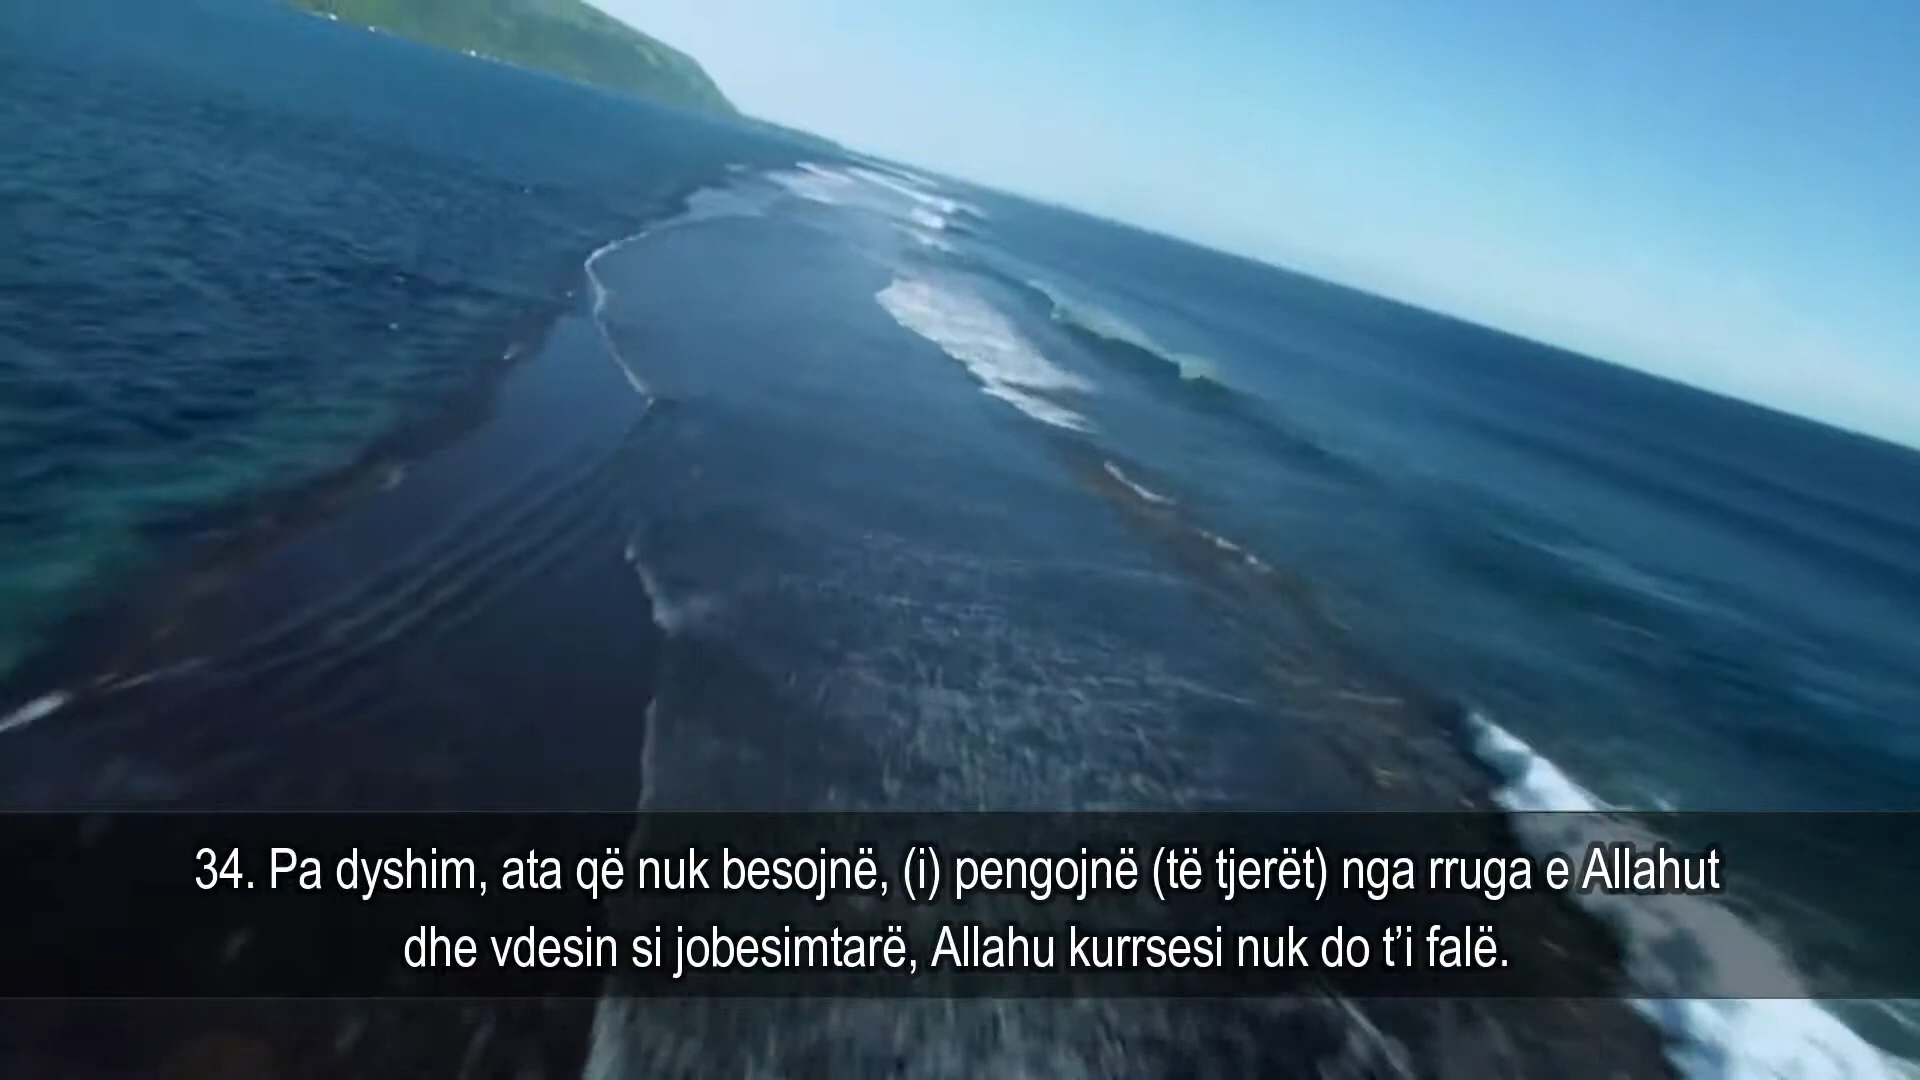 34. Pa dyshim, ata që nuk besojnë, (i) pengojnë (të tjerët) nga rruga e Allahut
dhe vdesin si jobesimtarë, Allahu kurrsesi nuk do t’i falë.